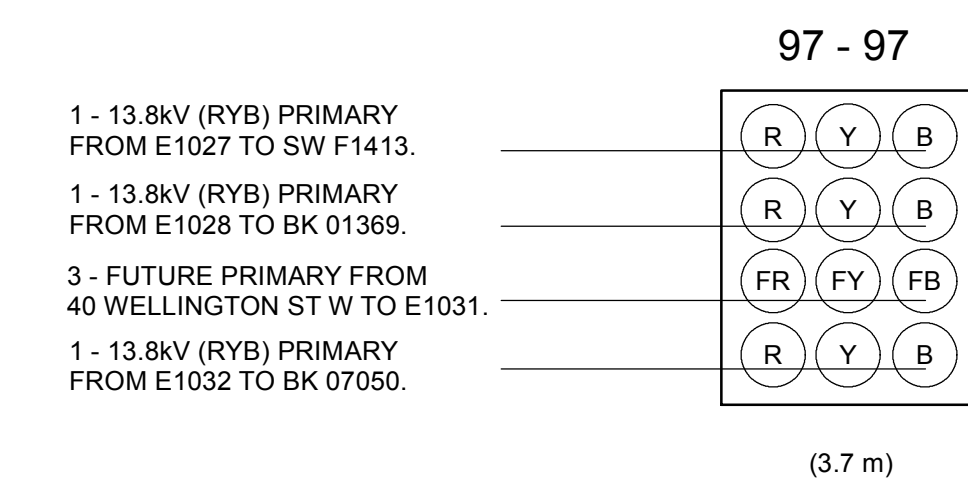 97 - 97
1 - 13.8kV (RYB) PRIMARY
FROM E1027 TO SW F1413.
R Y B
1 - 13.8kV (RYB) PRIMARY
FROM E1028 TO BK 01369.
R Y B
3 - FUTURE PRIMARY FROM
40 WELLINGTON ST W TO E1031.
FR FY FB
1 - 13.8kV (RYB) PRIMARY
FROM E1032 TO BK 07050.
R Y B
(3.7 m)